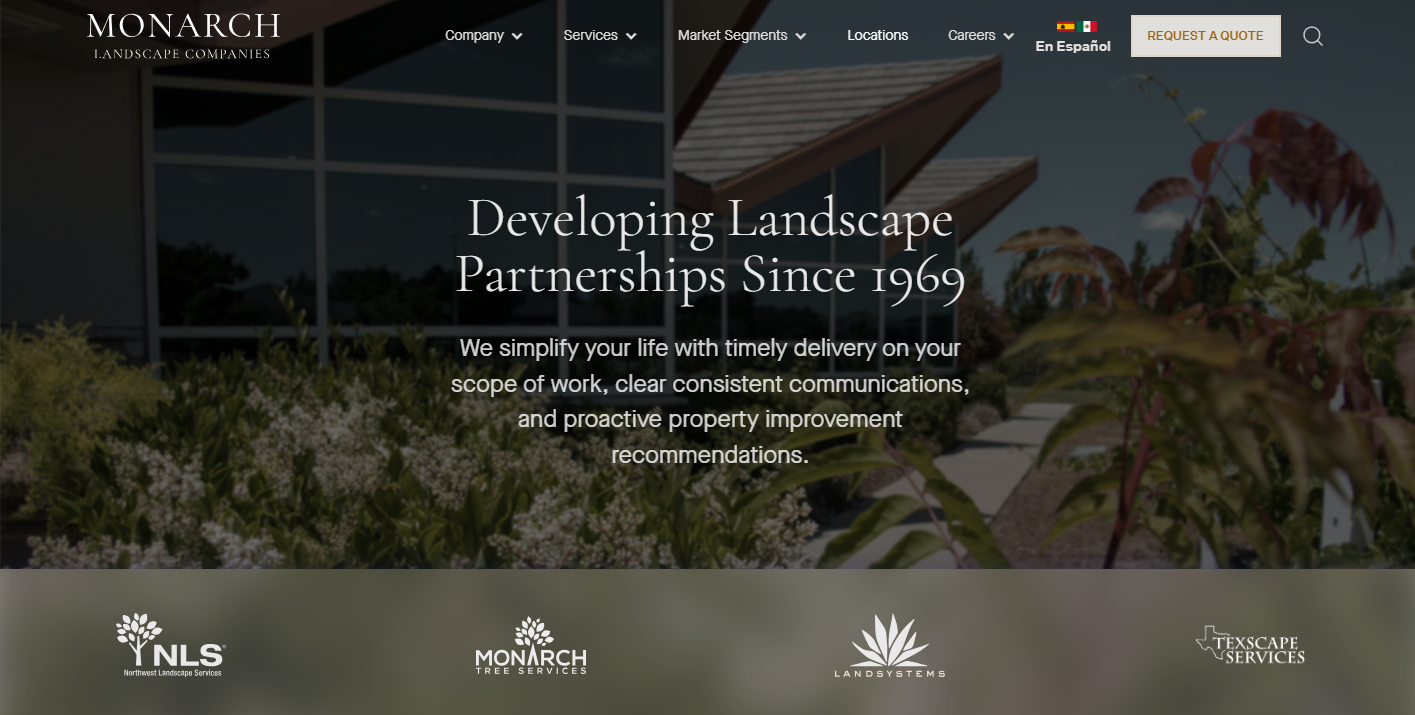 MONARCH
LANDSCAPE COMPANIES
Company
Services
Market Segments
Locations
Careers
En Español
REQUEST A QUOTE
Developing Landscape
Partnerships Since 1969
We simplify your life with timely delivery on your
scope of work, clear consistent communications,
and proactive property improvement
recommendations.
NLS®
Northwest Landscape Services
MONARCH
TREE SERVICES
LANDSYSTEMS
TEXSCAPE
SERVICES